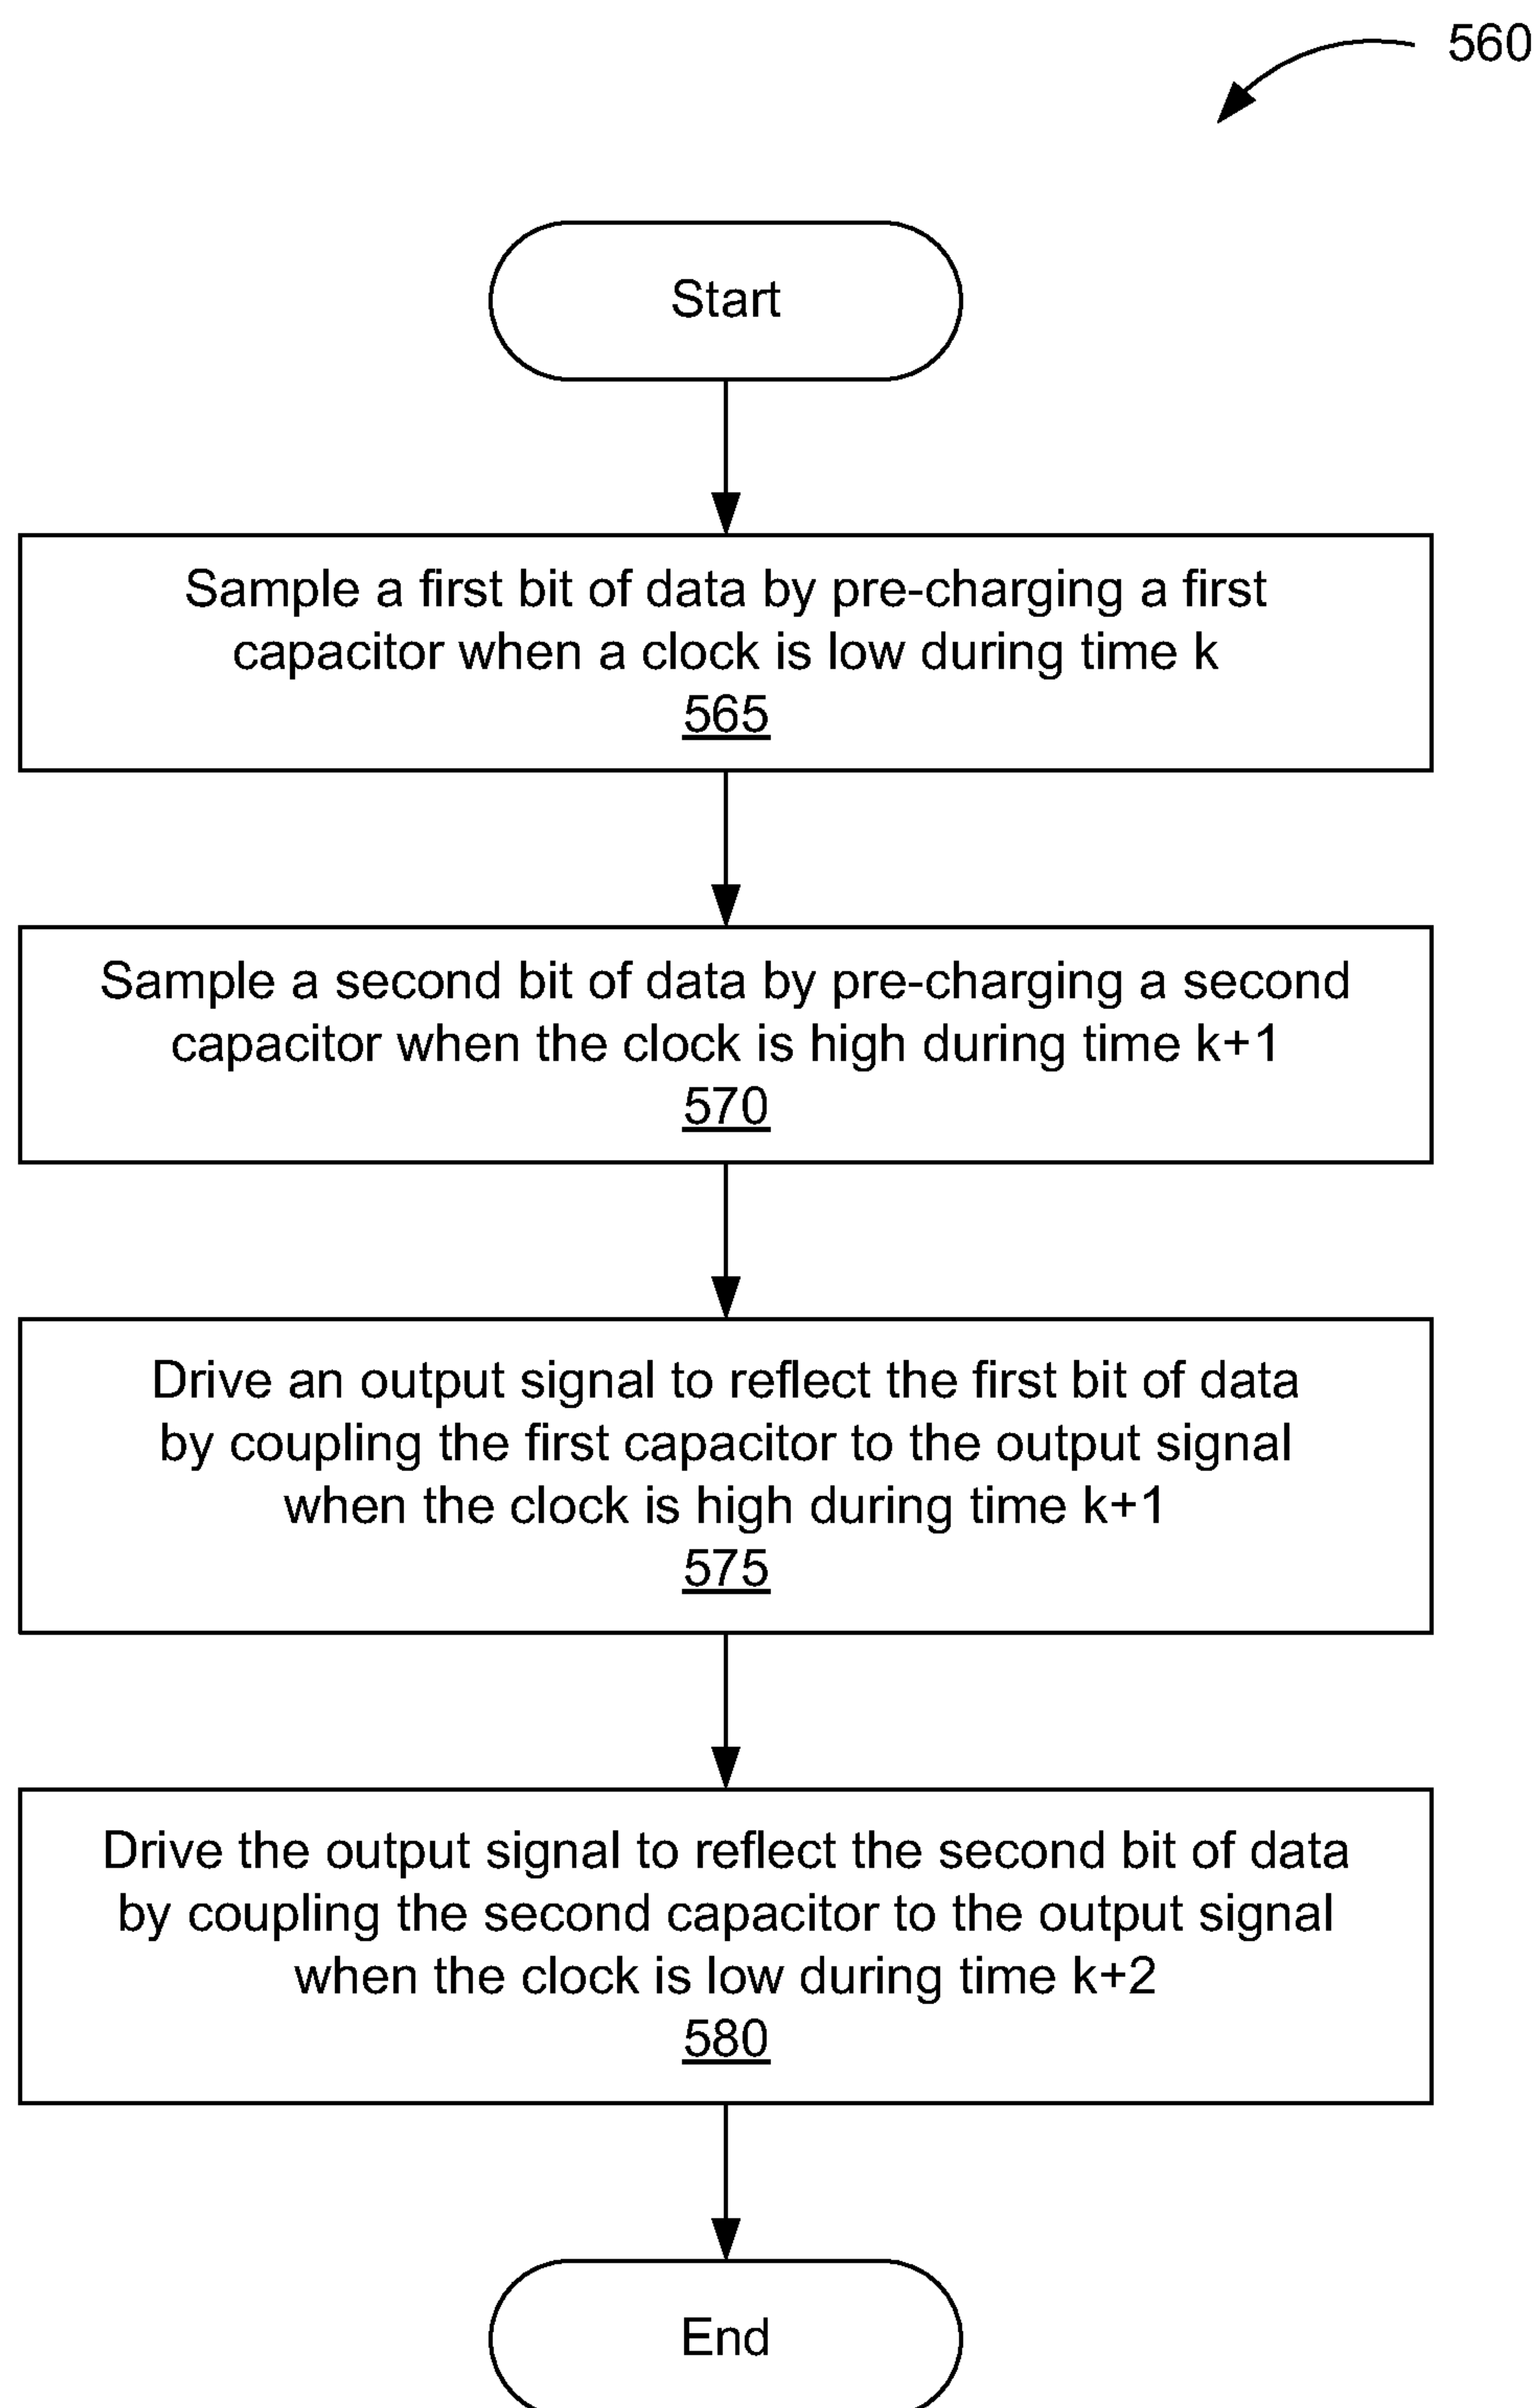 560
Start
Sample a first bit of data by pre-charging a first
capacitor when a clock is low during time k
565
Sample a second bit of data by pre-charging a second
capacitor when the clock is high during time k+1
570
Drive an output signal to reflect the first bit of data
by coupling the first capacitor to the output signal
when the clock is high during time k+1
575
Drive the output signal to reflect the second bit of data
by coupling the second capacitor to the output signal
when the clock is low during time k+2
580
End